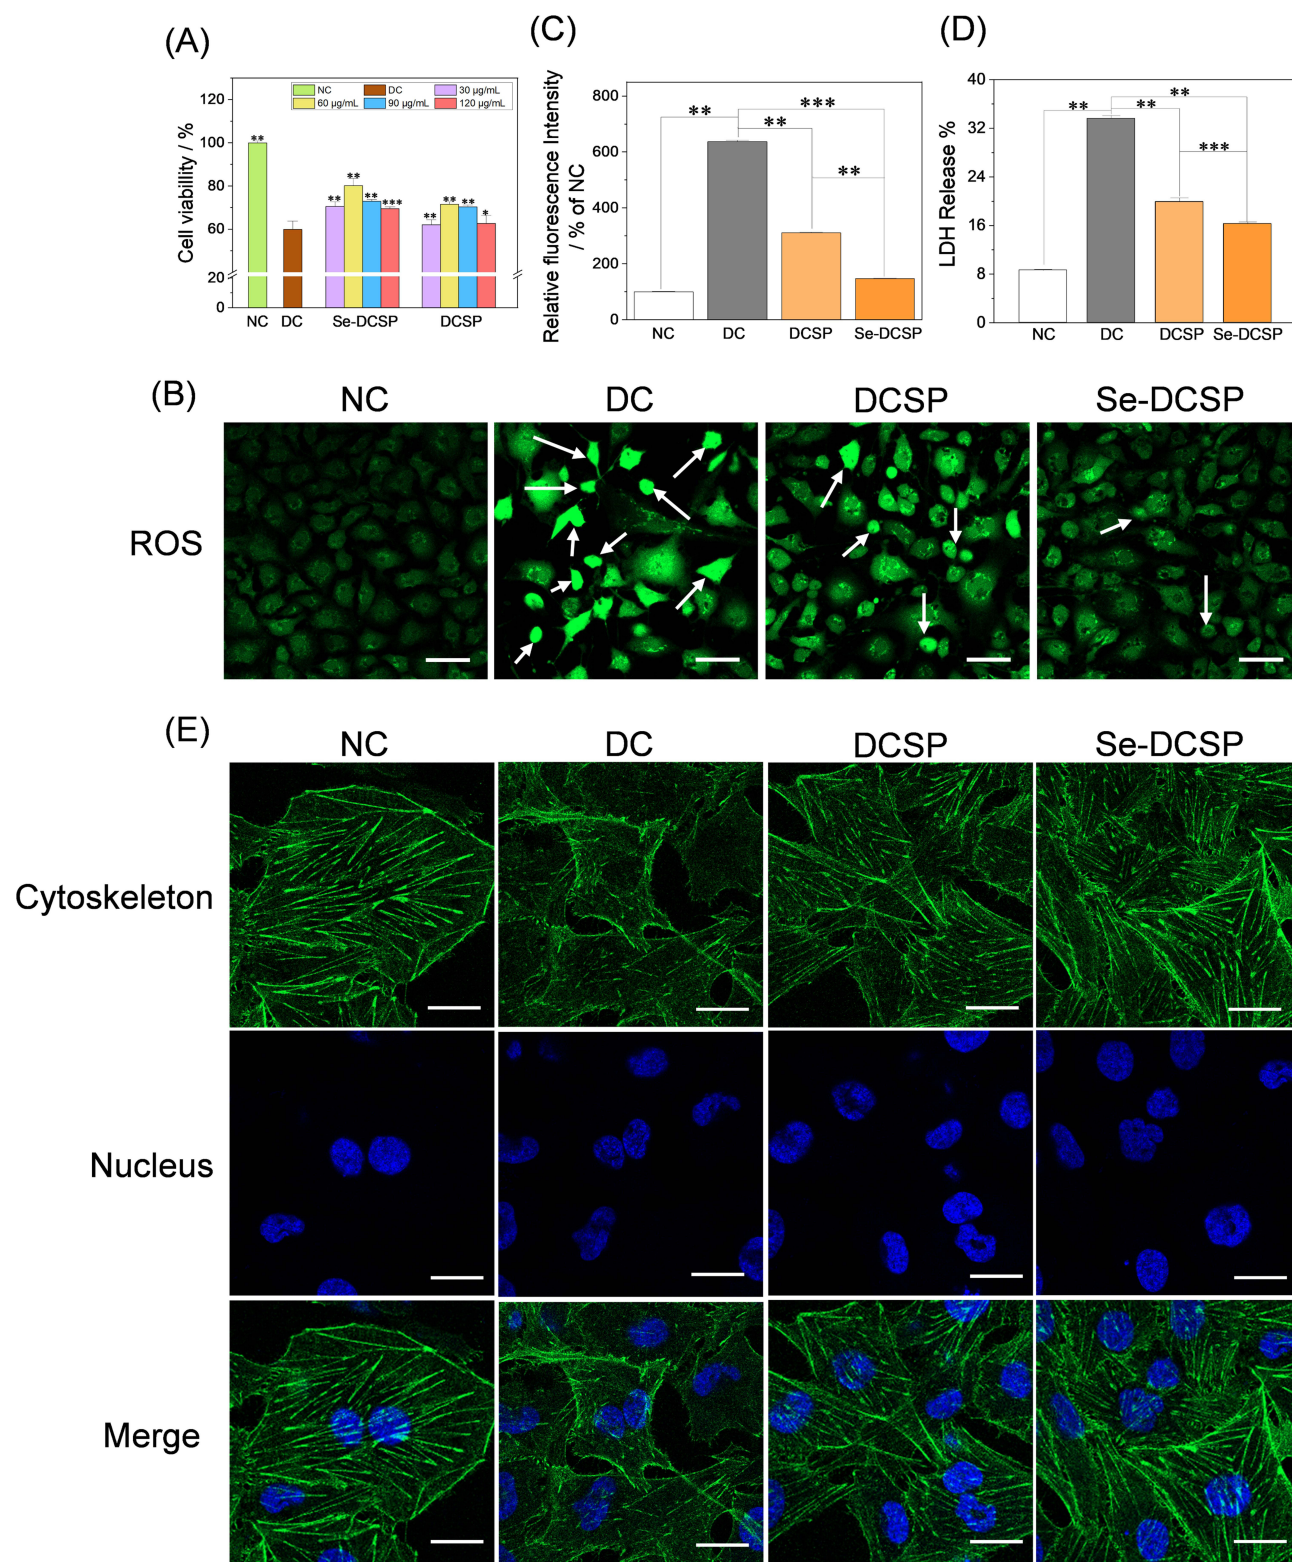 (A)
Cell viabillity / %
120
100
80
60
20
0
NC DC 30 μg/mL
60 μg/mL 90 μg/mL 120 μg/mL
**
** ** ** ***
** ** ** *
NC DC Se-DCSP DCSP
(C)
Relative fluorescence Intensity
/ % of NC
800
600
400
200
0
** ***
**
**
NC DC DCSP Se-DCSP
(D)
LDH Release %
40
32
24
16
8
0
**
** **
***
NC DC DCSP Se-DCSP
(B)
NC DC DCSP Se-DCSP
ROS
(E)
NC DC DCSP Se-DCSP
Cytoskeleton
Nucleus
Merge